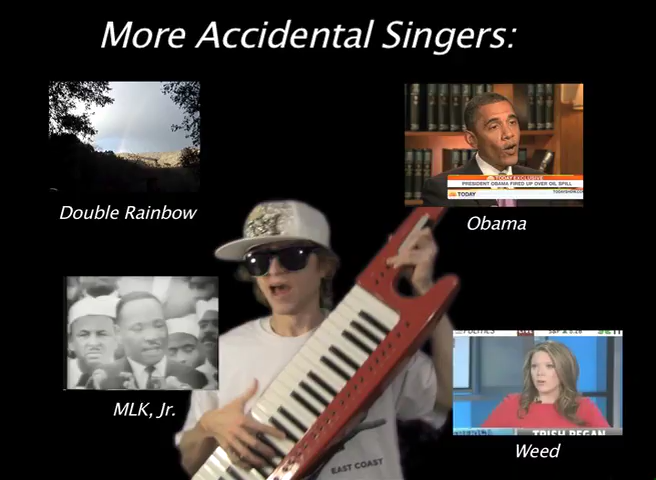 More Accidental Singers:
Double Rainbow
TODAY EXCLUSIVE
PRESIDENT OBAMA FIRED UP OVER OIL SPILL
TODAY
Obama
MLK, Jr.
TRISH REGAN
Weed
EAST COAST